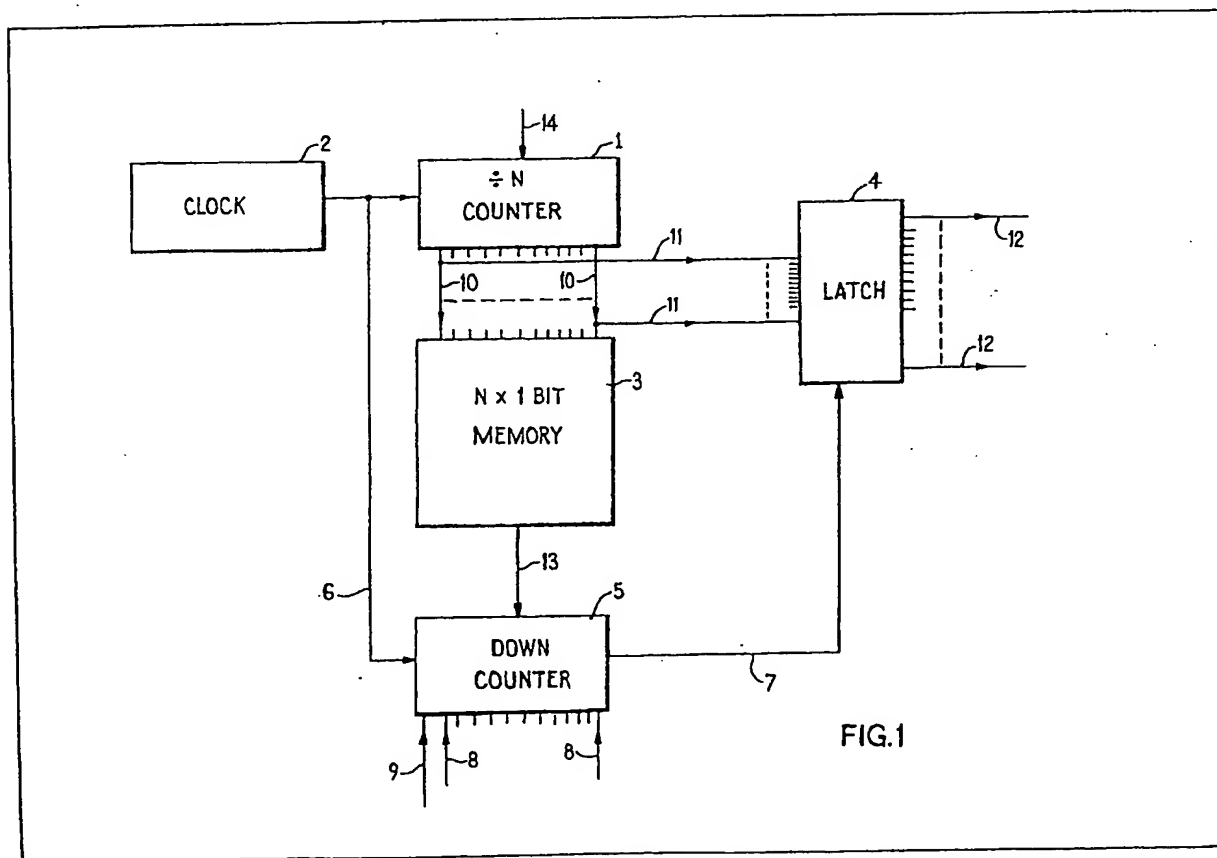 14
2
1
CLOCK
÷ N
COUNTER
4
11
12
10
10
LATCH
11
3
N x 1 BIT
MEMORY
12
13
6
5
DOWN
COUNTER
7
FIG.1
9
8
8